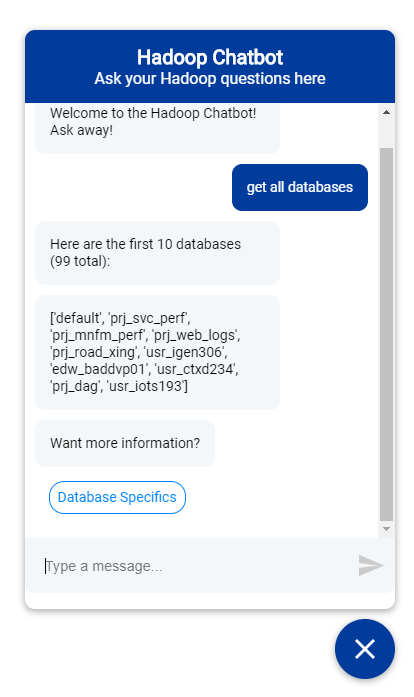 Hadoop Chatbot
Ask your Hadoop questions here
Welcome to the Hadoop Chatbot!
Ask away!
get all databases
Here are the first 10 databases
(99 total):
['default', 'prj_svc_perf',
'prj_mnfm_perf', 'prj_web_logs',
'prj_road_xing', 'usr_igen306',
'edw_baddvp01', 'usr_ctxd234',
'prj_dag', 'usr_iots193']
Want more information?
Database Specifics
Type a message...